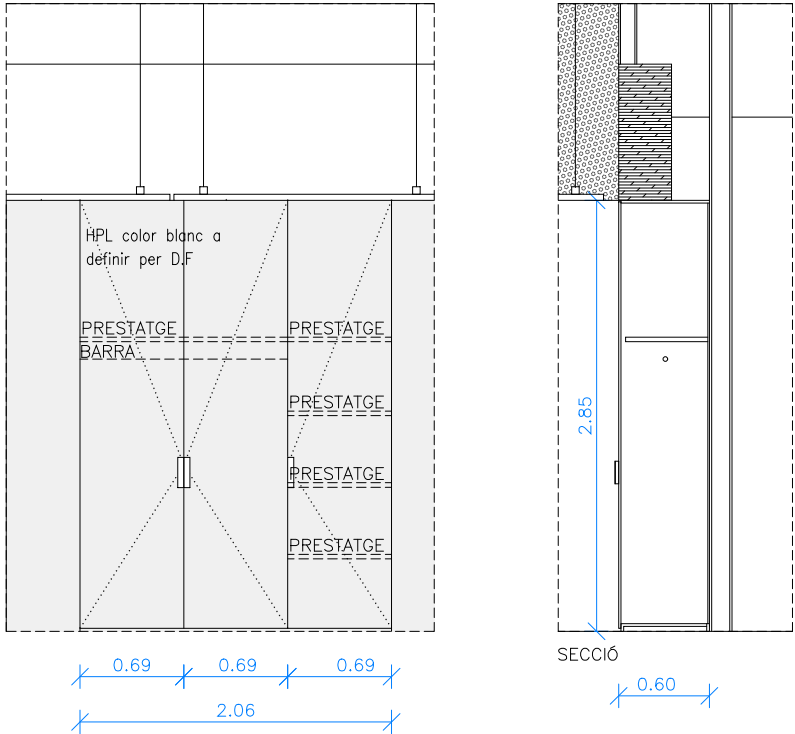 HPL color blanc a
definir per D.F
PRESTATGE
PRESTATGE
BARRA
PRESTATGE
PRESTATGE
PRESTATGE
0.69
0.69
0.69
2.06
2.85
SECCIÓ
0.60